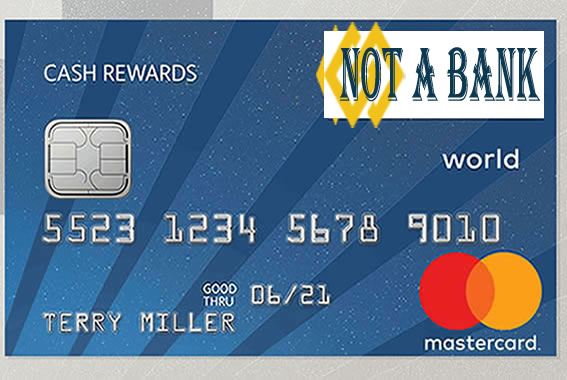 CASH REWARDS
NOT A BANK
world
5523 1234 5678 9010
GOOD
THRU 06/21
TERRY MILLER
mastercard.